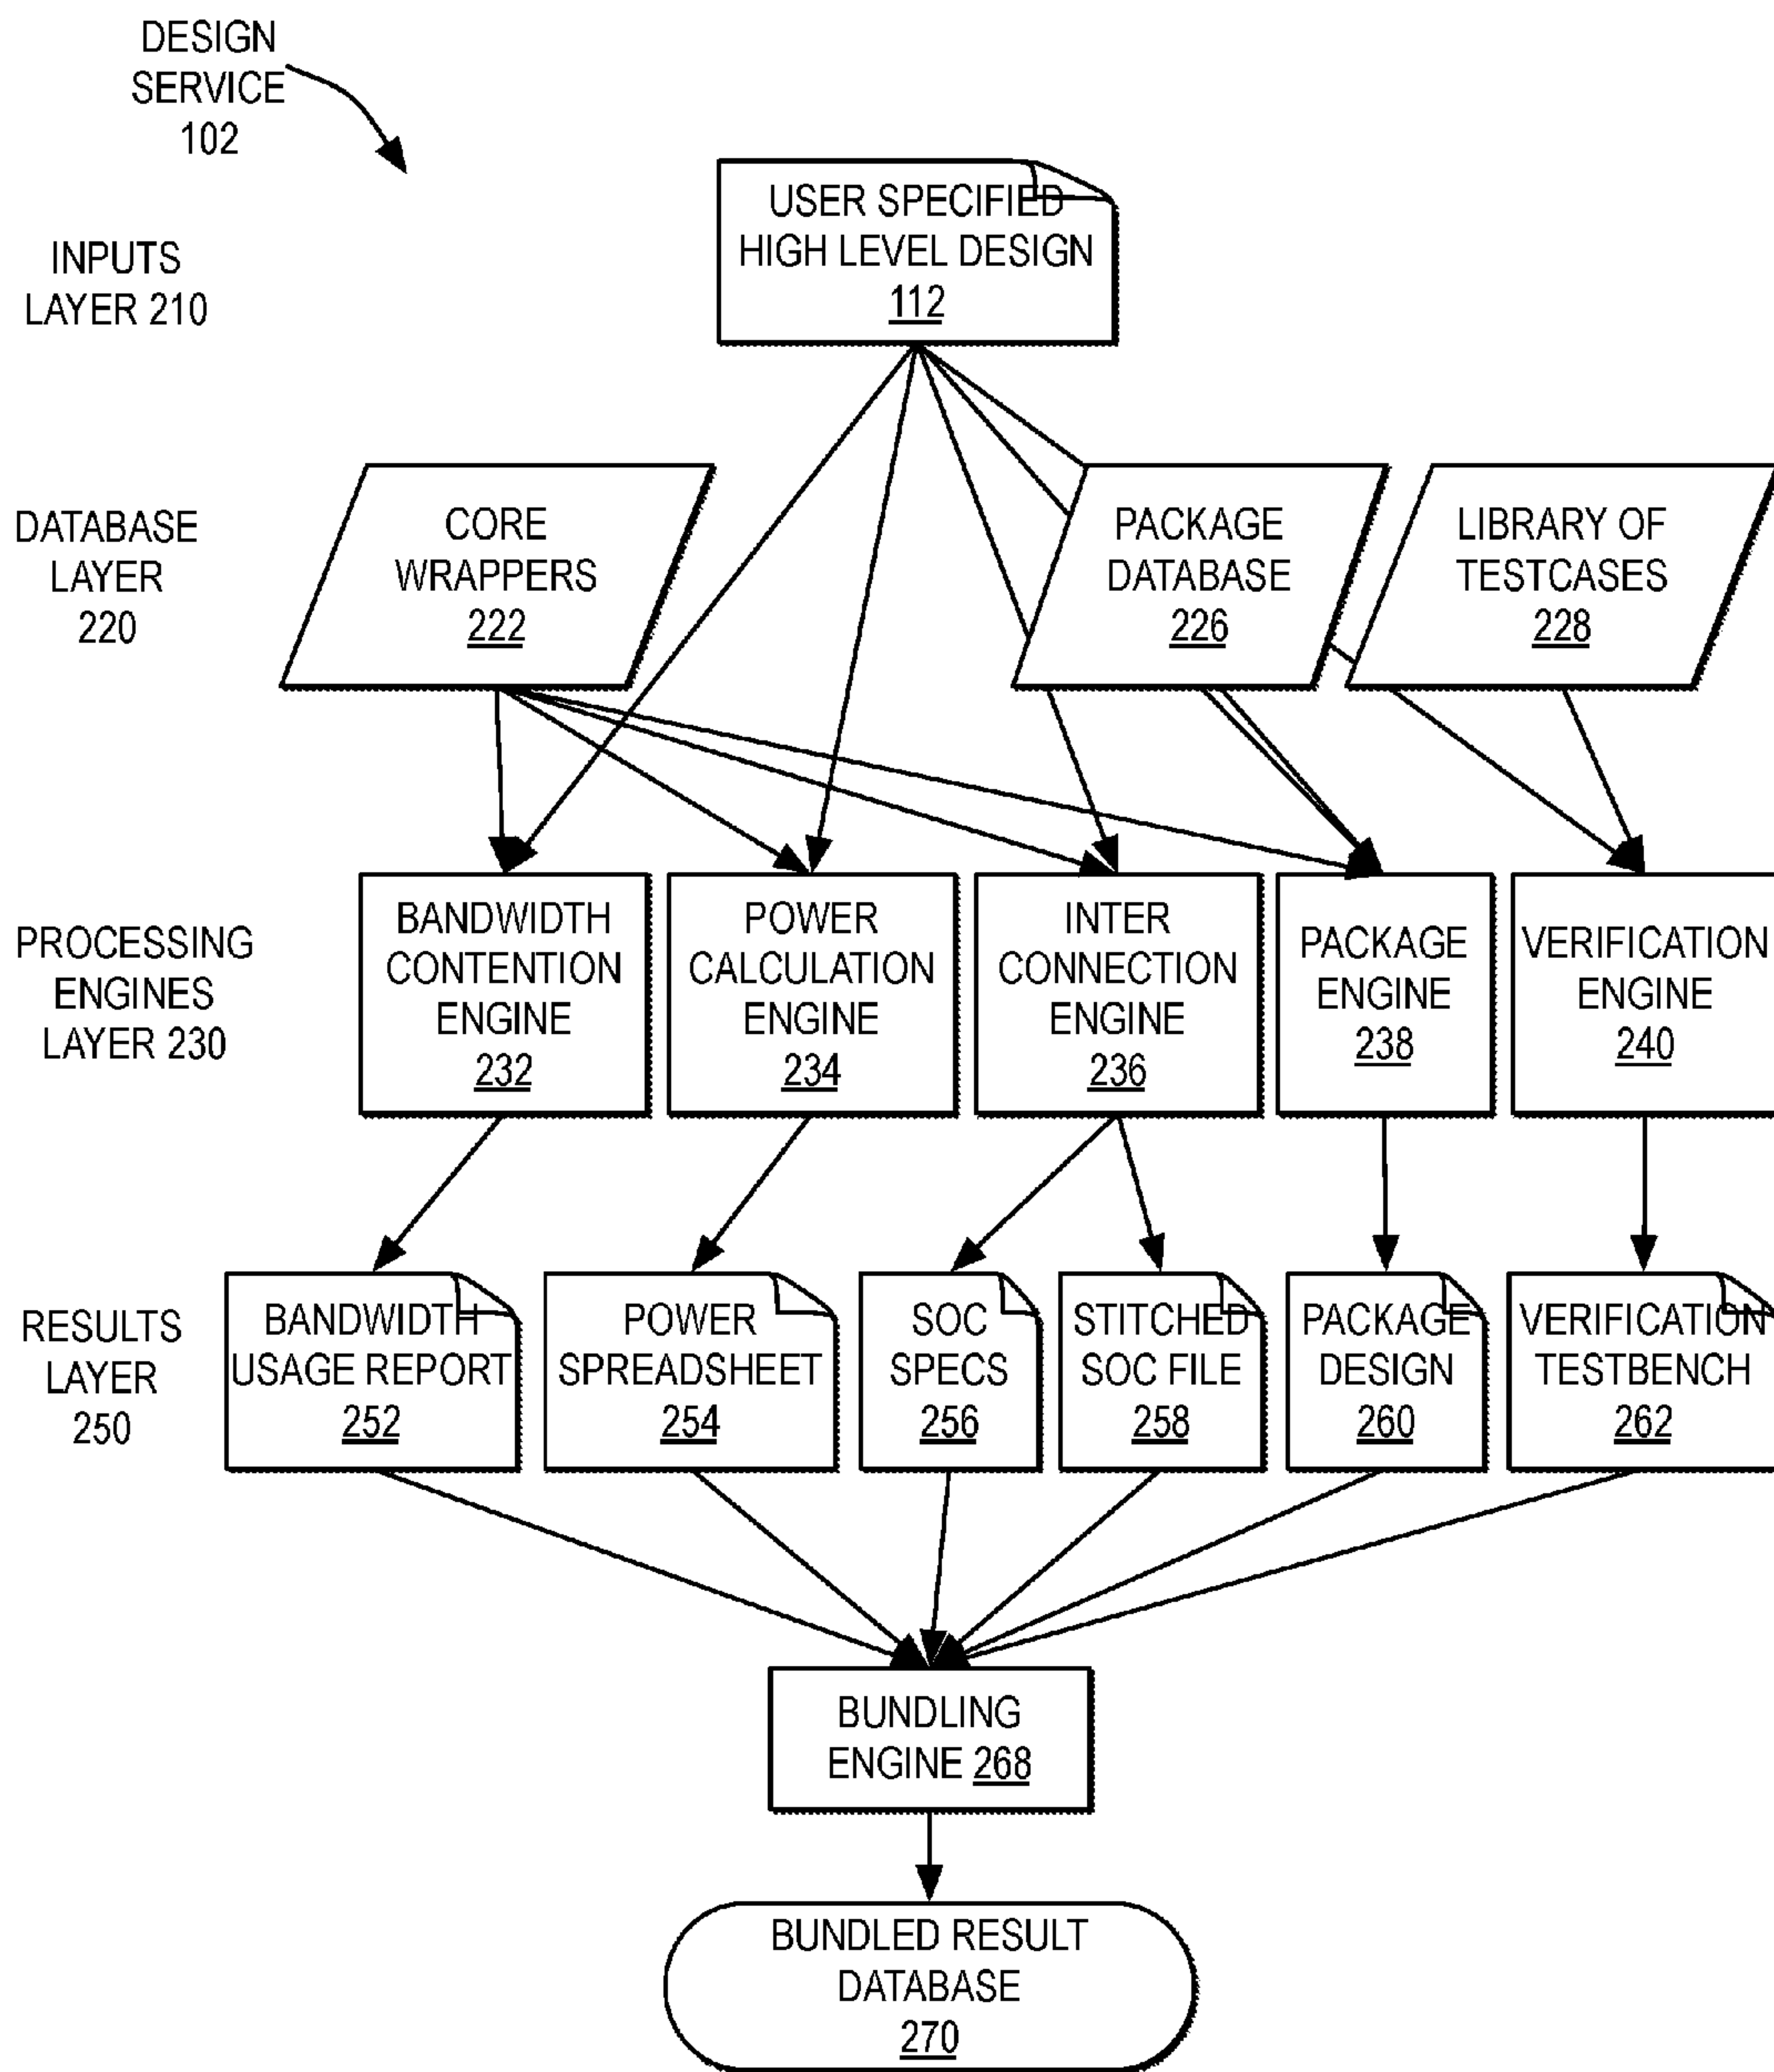 DESIGN
SERVICE
102
INPUTS
LAYER 210
USER SPECIFIED
HIGH LEVEL DESIGN
112
DATABASE
LAYER
220
CORE
WRAPPERS
222
PACKAGE
DATABASE
226
LIBRARY OF
TESTCASES
228
PROCESSING
ENGINES
LAYER 230
BANDWIDTH
CONTENTION
ENGINE
232
POWER
CALCULATION
ENGINE
234
INTER
CONNECTION
ENGINE
236
PACKAGE
ENGINE
238
VERIFICATION
ENGINE
240
RESULTS
LAYER
250
BANDWIDTH
USAGE REPORT
252
POWER
SPREADSHEET
254
SOC
SPECS
256
STITCHED
SOC FILE
258
PACKAGE
DESIGN
260
VERIFICATION
TESTBENCH
262
BUNDLING
ENGINE 268
BUNDLED RESULT
DATABASE
270